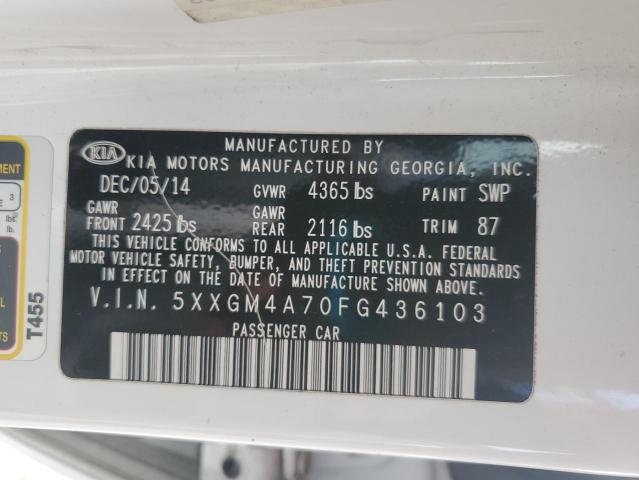 MANUFACTURED BY
KIA KIA MOTORS MANUFACTURING GEORGIA, INC.
DEC/05/14 GVWR 4365 lbs PAINT SWP
GAWR FRONT 2425 lbs GAWR REAR 2116 lbs TRIM 87
THIS VEHICLE CONFORMS TO ALL APPLICABLE U.S.A. FEDERAL
MOTOR VEHICLE SAFETY, BUMPER, AND THEFT PREVENTION STANDARDS
IN EFFECT ON THE DATE OF MANUFACTURE SHOWN ABOVE.
V.I.N. 5XXGM4A70FG436103
PASSENGER CAR
T455
3